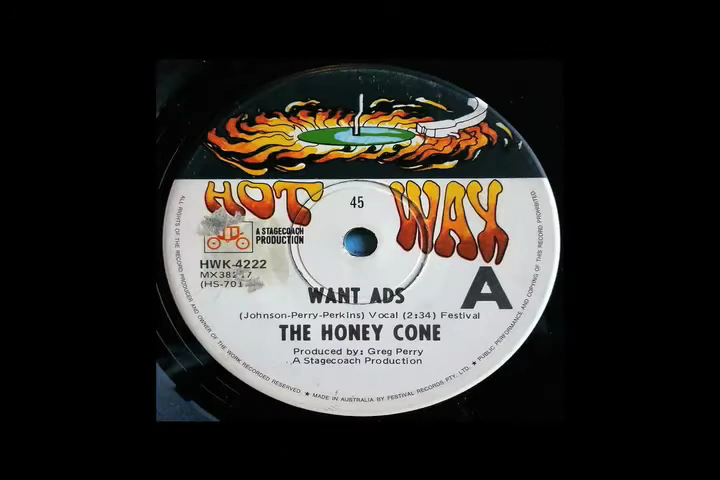 HOT WAX
45
A STAGECOACH
PRODUCTION
HWK-4222
(HS-701
A
WANT ADS
(Johnson-Perry-Perkins) Vocal (2:34) Festival
THE HONEY CONE
Produced by: Greg Perry
A Stagecoach Production
ALL RIGHTS OF THE RECORD PRODUCER AND OWNER OF THE WORK RECORDED RESERVED. ★ MADE IN AUSTRALIA BY FESTIVAL RECORDS PTY. LTD. ★ PUBLIC PERFORMANCE AND COPYING OF THIS RECORD PROHIBITED.